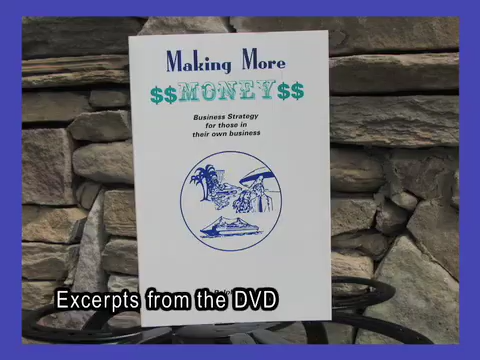 Making More
$$MONEY$$
Business Strategy
for those in
their own business
Excerpts from the DVD